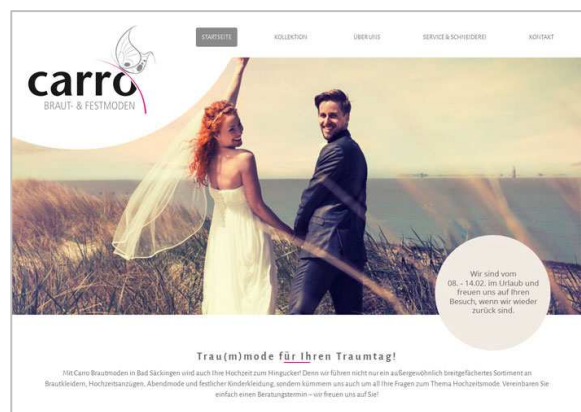 STARTSEITE KOLLEKTION ÜBER UNS SERVICE & SCHNEIDEREI KONTAKT
carro
BRAUT- & FESTMODEN
Wir sind vom
08. - 14.02. im Urlaub und
freuen uns auf Ihren
Besuch, wenn wir wieder
zurück sind.
Trau(m)mode für Ihren Traumtag!
Mit Carro Brautmoden in Bad Säckingen wird auch Ihre Hochzeit zum Hingucker! Denn wir führen nicht nur ein außergewöhnlich breitgefächertes Sortiment an
Brautkleidern, Hochzeitsanzügen, Abendmode und festlicher Kinderkleidung, sondern kümmern uns auch um all Ihre Fragen zum Thema Hochzeitsmode. Vereinbaren Sie
einfach einen Beratungstermin – wir freuen uns auf Sie!